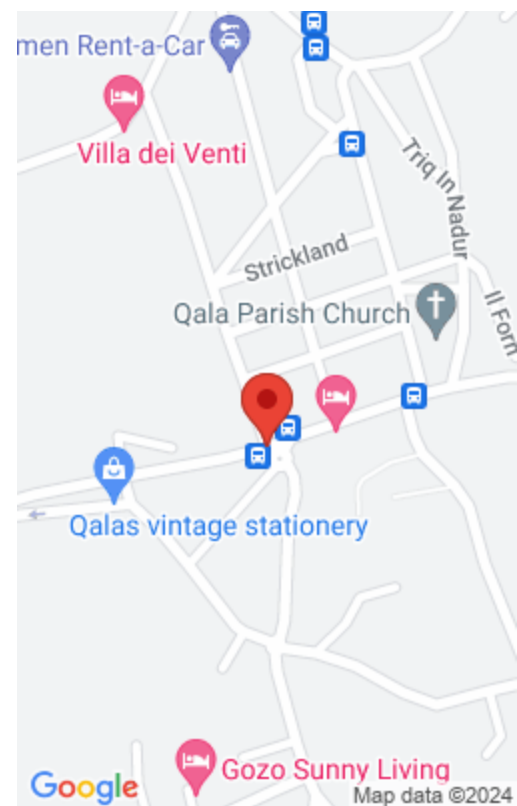 men Rent-a-Car
Villa dei Venti
Triq In Nadur
Strickland
Qala Parish Church
Il Forn
Qalas vintage stationery
Gozo Sunny Living
Google
Map data ©2024